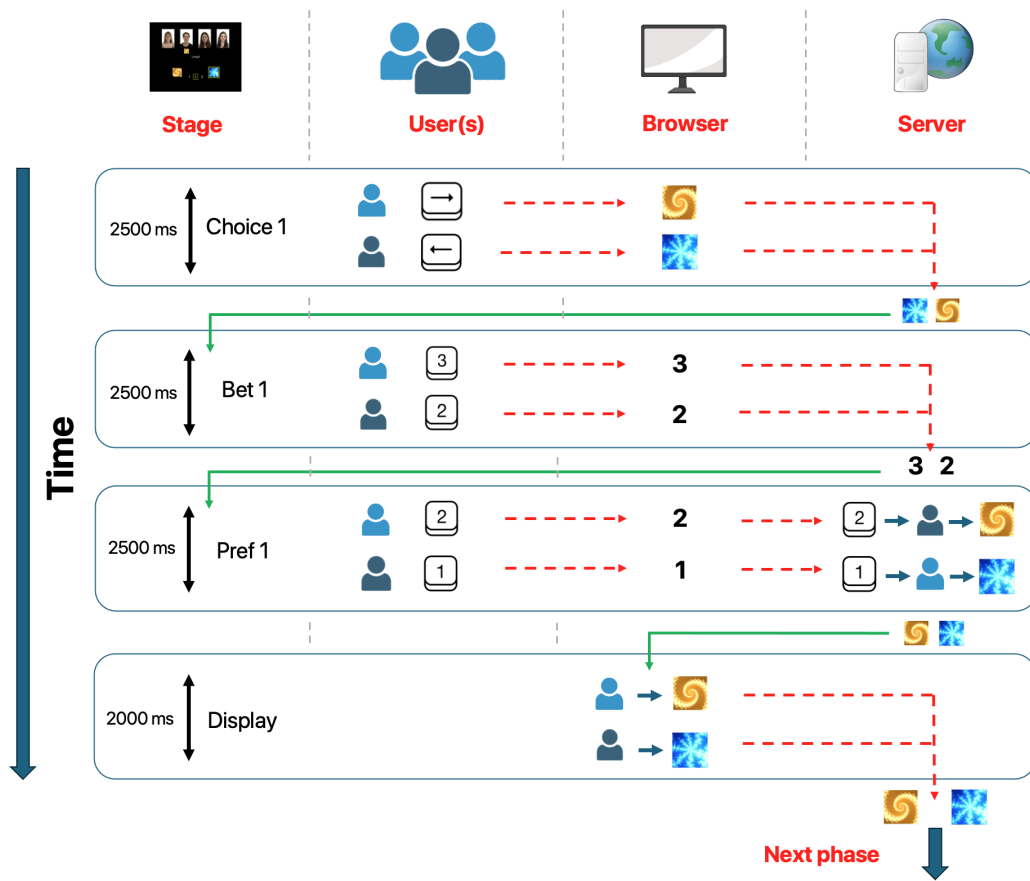 Stage
User(s)
Browser
Server
Time
2500 ms
Choice 1
2500 ms
Bet 1
3
3
2
2
3 2
2500 ms
Pref 1
2
2
2
1
1
1
2000 ms
Display
Next phase